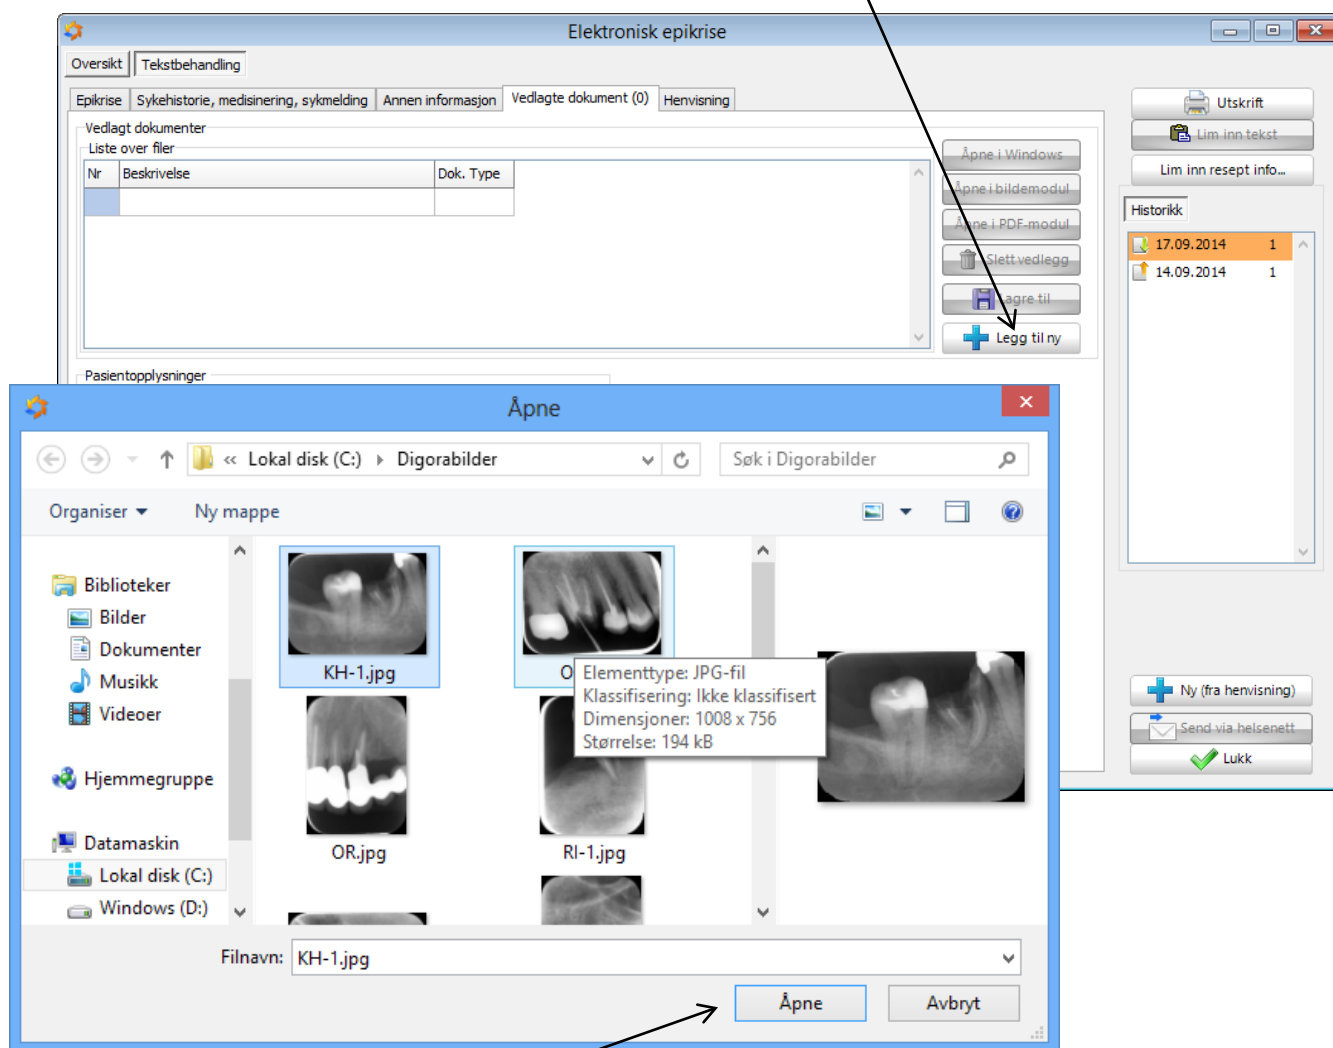 Elektronisk epikrise
Oversikt Tekstbehandling
Epikrise Sykehistorie, medisinering, sykmelding Annen informasjon Vedlagte dokument (0) Henvisning
Vedlagt dokumenter
Liste over filer
Nr Beskrivelse Dok. Type
Åpne i Windows
Åpne i bildemodul
Åpne i PDF-modul
Slett vedlegg
Lagre til
Legg til ny
Utskrift
Lim inn tekst
Lim inn resept info...
Historikk
17.09.2014 1
14.09.2014 1
Ny (fra henvisning)
Send via helsenett
Lukk
Pasientopplysninger
Åpne
« Lokal disk (C:) Digorabilder
Søk i Digorabilder
Organiser Ny mappe
Biblioteker
Bilder
Dokumenter
Musikk
Videoer
Hjemmegruppe
Datamaskin
Lokal disk (C:)
Windows (D:)
KH-1.jpg
Elementtype: JPG-fil
Klassifisering: Ikke klassifisert
Dimensjoner: 1008 x 756
Størrelse: 194 kB
OR.jpg
RI-1.jpg
Filnavn: KH-1.jpg
Åpne Avbryt